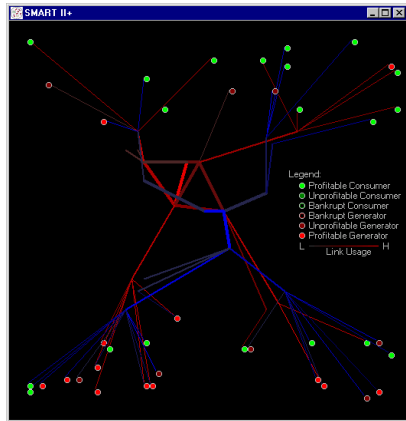 SMART II+
Legend:
Profitable Consumer
Unprofitable Consumer
Bankrupt Consumer
Bankrupt Generator
Unprofitable Generator
Profitable Generator
L H
Link Usage